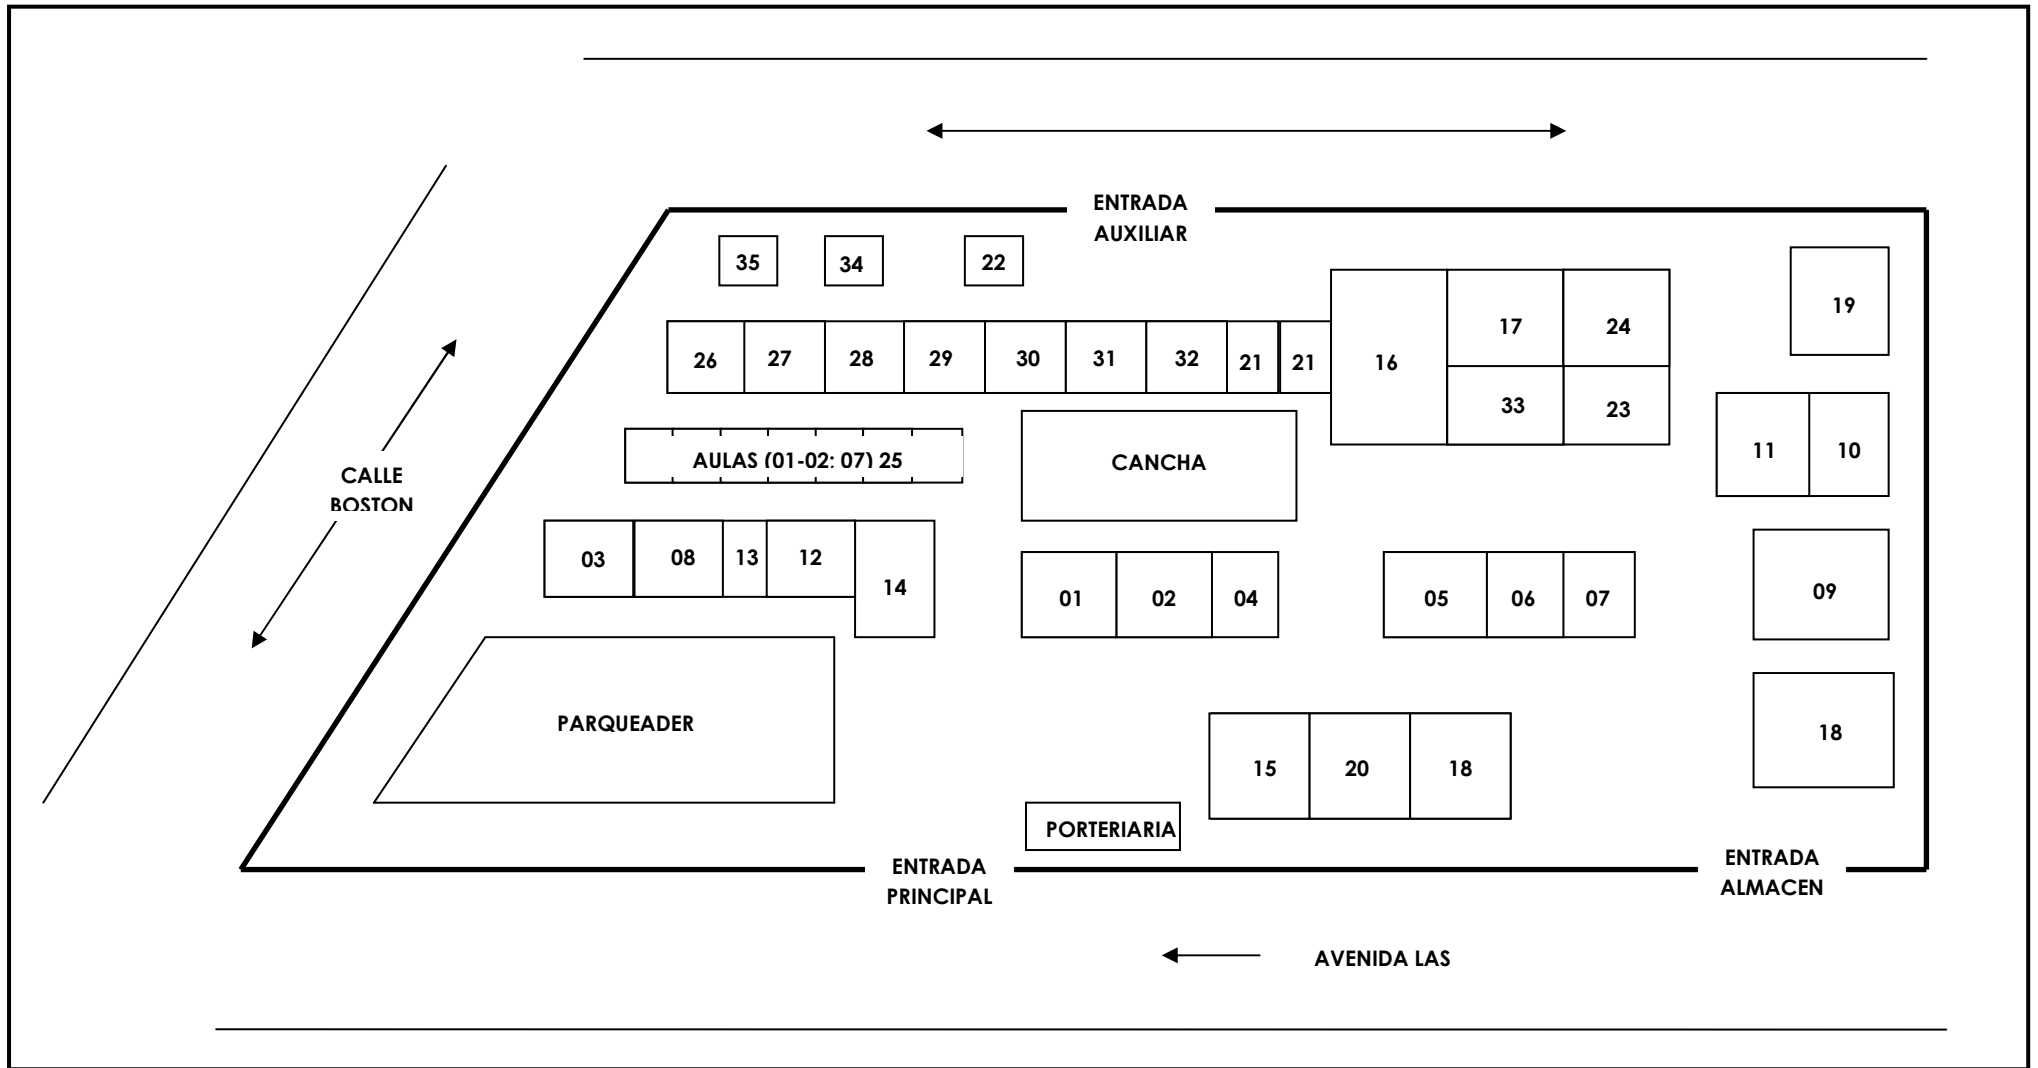 ENTRADA
AUXILIAR
35
34
22
19
17
24
26
27
28
29
30
31
32
21
21
16
33
23
11
10
AULAS (01-02; 07) 25
CANCHA
CALLE
BOSTON
03
08
13
12
14
01
02
04
05
06
07
09
PARQUEADER
15
20
18
18
PORTERIARIA
ENTRADA
PRINCIPAL
ENTRADA
ALMACEN
AVENIDA LAS